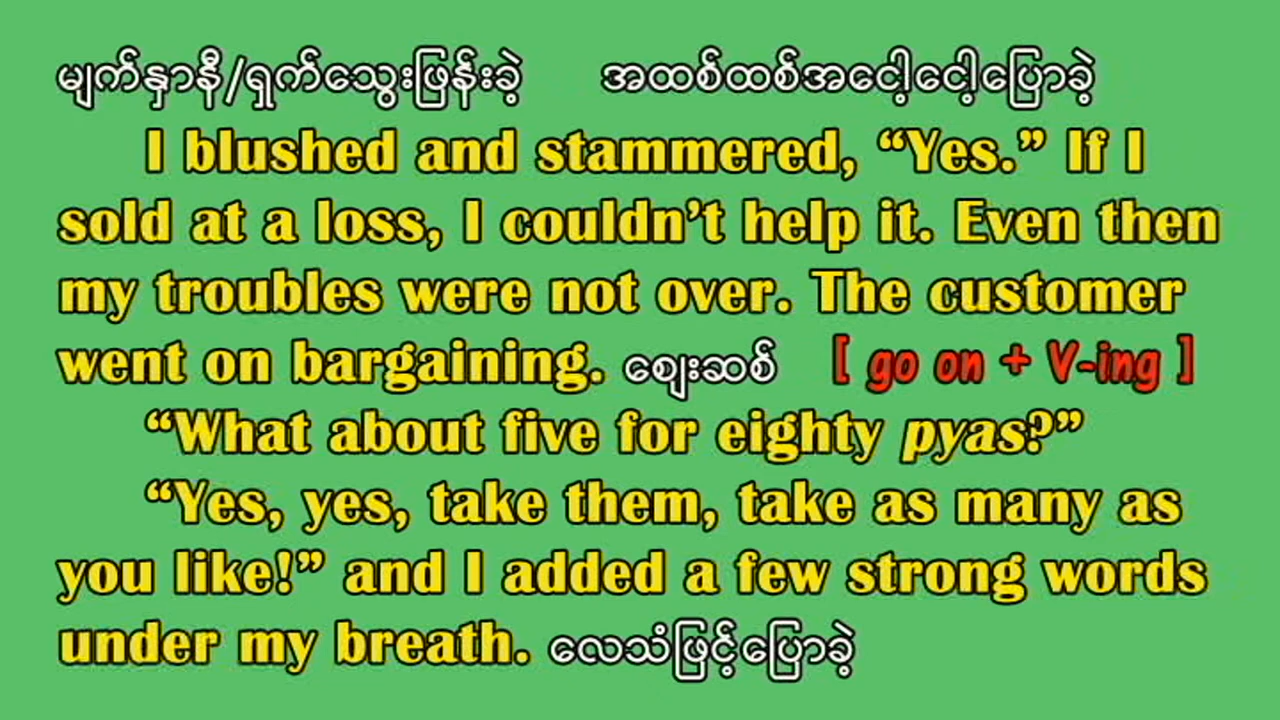 မျက်နှာနီ/ရှက်သွေးဖြန်းခဲ့ အထစ်ထစ်အငေါ့ငေါ့ပြောခဲ့
I blushed and stammered, “Yes.” If I
sold at a loss, I couldn’t help it. Even then
my troubles were not over. The customer
went on bargaining. ဈေးဆစ် [ go on + V-ing ]
“What about five for eighty pyas?”
“Yes, yes, take them, take as many as
you like!” and I added a few strong words
under my breath. လေသံဖြင့်ပြောခဲ့